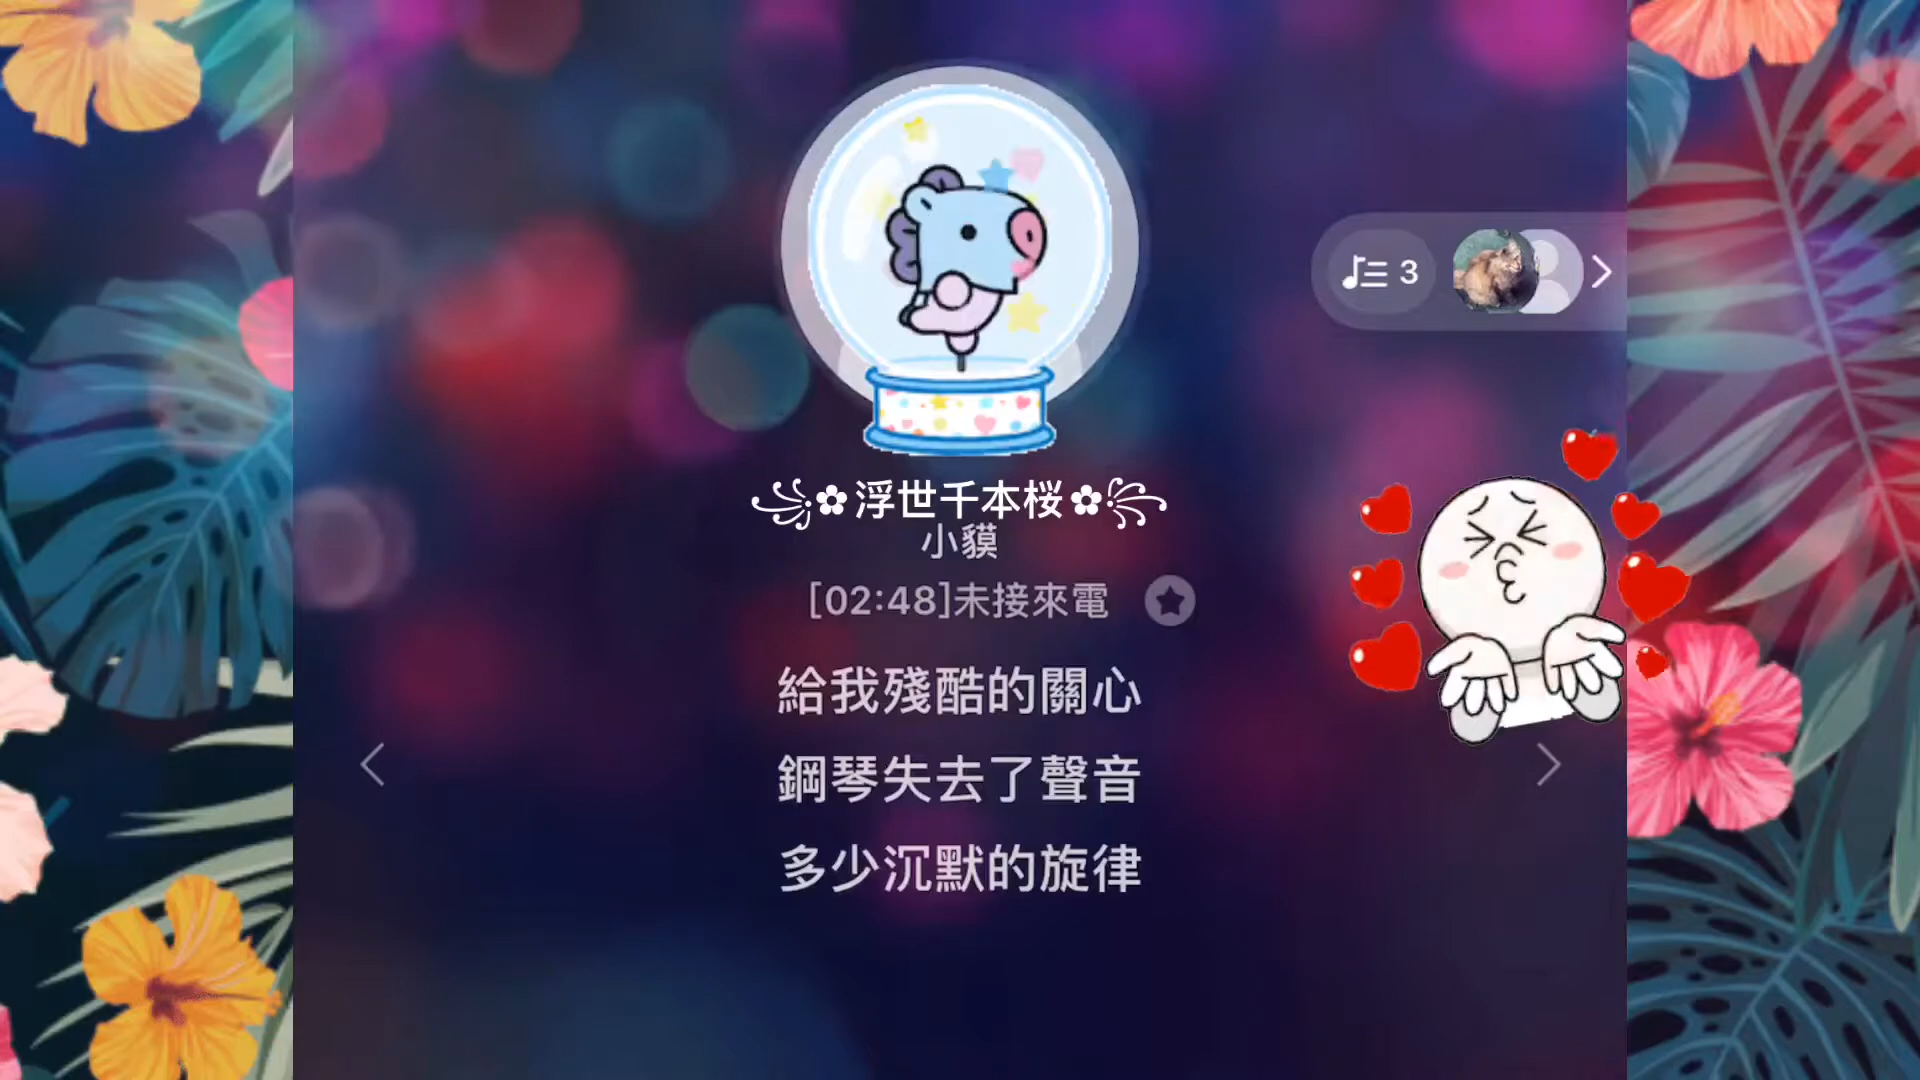 3
꧁✿浮世千本桜✿꧂
小貘
[02:48]未接來電
給我殘酷的關心
鋼琴失去了聲音
多少沉默的旋律